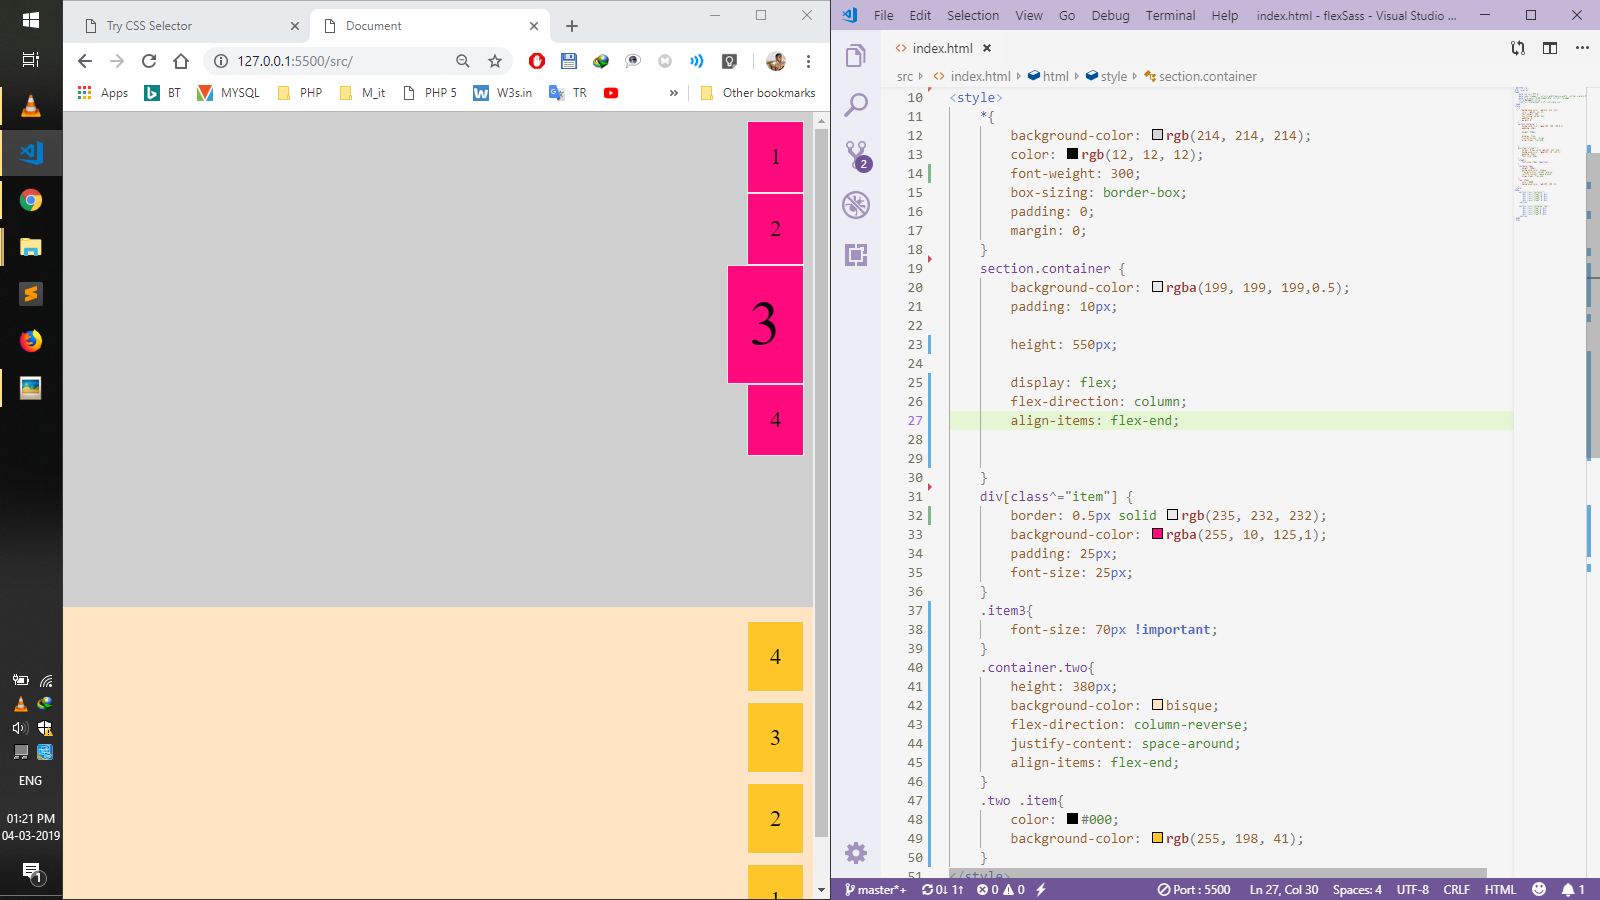 Try CSS Selector
Document
127.0.0.1:5500/src/
Apps
BT
MYSQL
PHP
M_it
PHP 5
W3s.in
TR
»
Other bookmarks
1
2
3
4
4
3
2
1
ENG
01:21 PM
04-03-2019
1
File Edit Selection View Go Debug Terminal Help
index.html - flexSass - Visual Studio ...
index.html
src › index.html › html › style › section.container
2
10 <style>
11 *{
12 background-color: rgb(214, 214, 214);
13 color: rgb(12, 12, 12);
14 font-weight: 300;
15 box-sizing: border-box;
16 padding: 0;
17 margin: 0;
18 }
19 section.container {
20 background-color: rgba(199, 199, 199,0.5);
21 padding: 10px;
22
23 height: 550px;
24
25 display: flex;
26 flex-direction: column;
27 align-items: flex-end;
28
29
30 }
31 div[class^="item"] {
32 border: 0.5px solid rgb(235, 232, 232);
33 background-color: rgba(255, 10, 125,1);
34 padding: 25px;
35 font-size: 25px;
36 }
37 .item3{
38 font-size: 70px !important;
39 }
40 .container.two{
41 height: 380px;
42 background-color: bisque;
43 flex-direction: column-reverse;
44 justify-content: space-around;
45 align-items: flex-end;
46 }
47 .two .item{
48 color: #000;
49 background-color: rgb(255, 198, 41);
50 }
51 </style>
master*+ 0↓ 1↑ 0 0 Port : 5500 Ln 27, Col 30 Spaces: 4 UTF-8 CRLF HTML 1